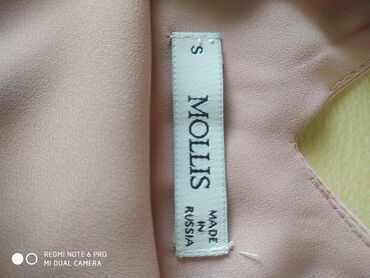 S
MOLLIS
MADE
IN
RUSSIA
REDMI NOTE 6 PRO
MI DUAL CAMERA